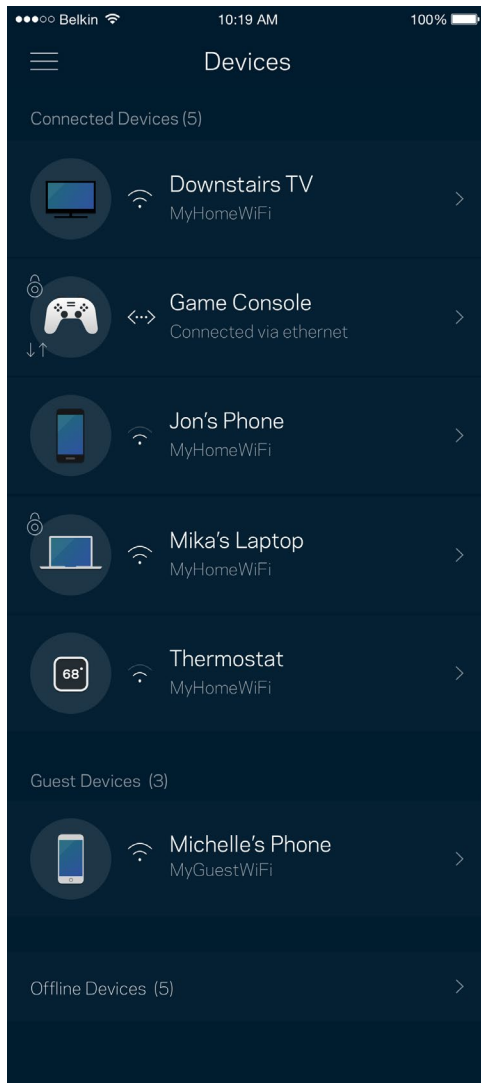 Belkin 10:19 AM 100%
Devices
Connected Devices (5)
Downstairs TV
MyHomeWiFi
Game Console
Connected via ethernet
Jon's Phone
MyHomeWiFi
Mika's Laptop
MyHomeWiFi
68°
Thermostat
MyHomeWiFi
Guest Devices (3)
Michelle's Phone
MyGuestWiFi
Offline Devices (5)